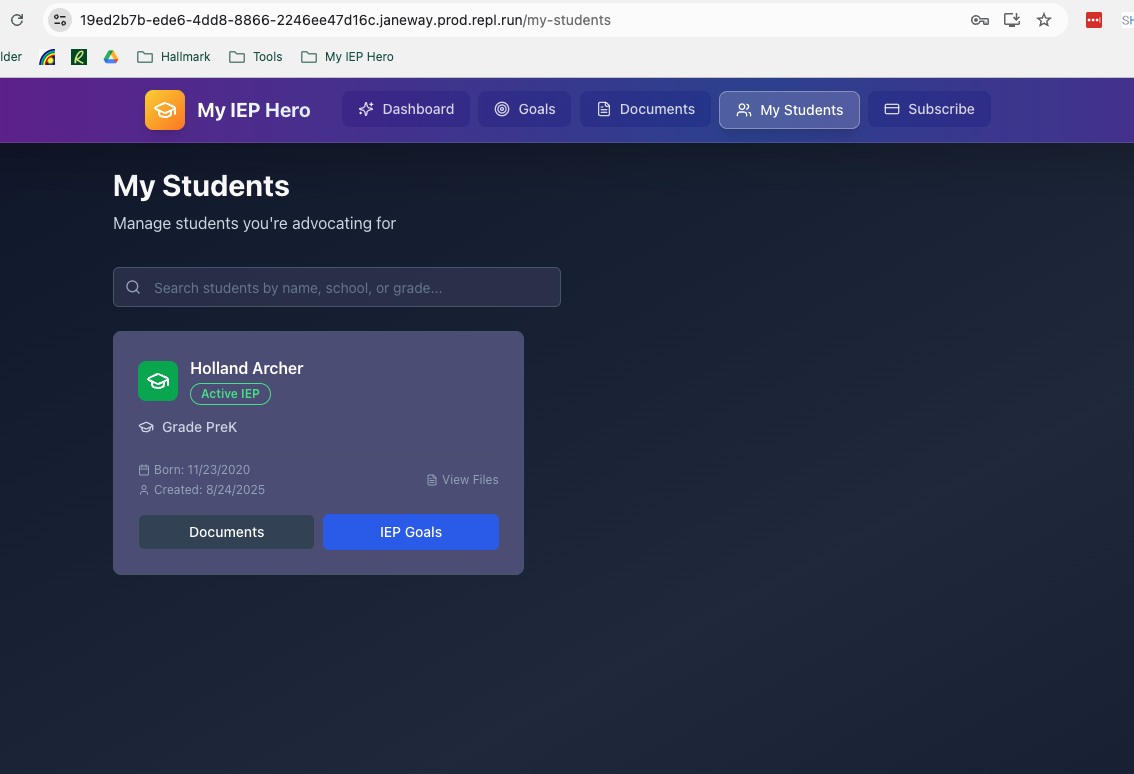 19ed2b7b-ede6-4dd8-8866-2246ee47d16c.janeway.prod.repl.run/my-students
SH
lder R Hallmark Tools My IEP Hero
My IEP Hero Dashboard Goals Documents My Students Subscribe
My Students
Manage students you're advocating for
Search students by name, school, or grade...
Holland Archer
Active IEP
Grade PreK
Born: 11/23/2020
View Files
Created: 8/24/2025
Documents IEP Goals